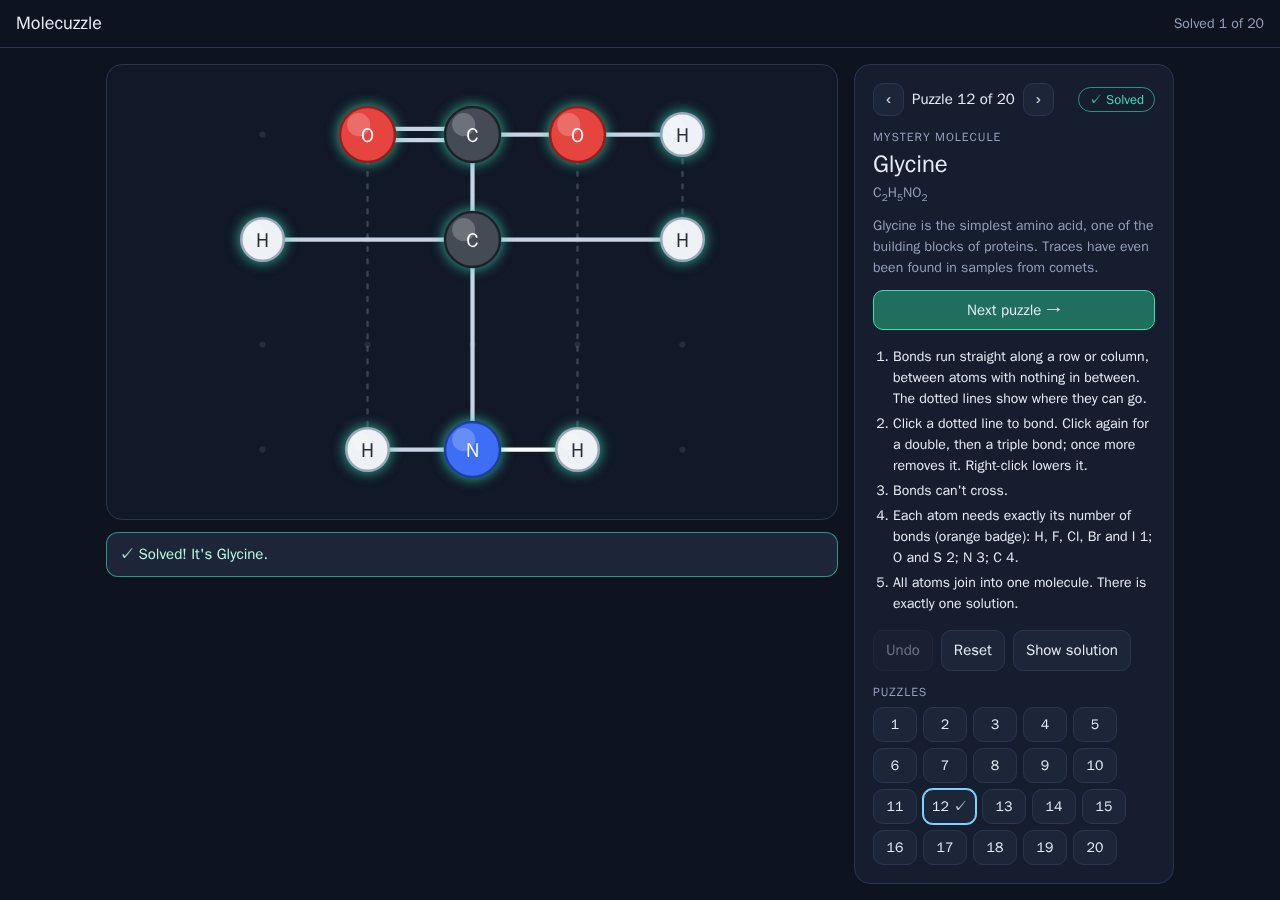 Molecuzzle
Solved 1 of 20
O C O H
H C H
H N H
✓ Solved! It's Glycine.
‹ Puzzle 12 of 20 › ✓ Solved
MYSTERY MOLECULE
Glycine
C₂H₅NO₂
Glycine is the simplest amino acid, one of the
building blocks of proteins. Traces have even
been found in samples from comets.
Next puzzle →
1. Bonds run straight along a row or column,
between atoms with nothing in between.
The dotted lines show where they can go.
2. Click a dotted line to bond. Click again for
a double, then a triple bond; once more
removes it. Right-click lowers it.
3. Bonds can't cross.
4. Each atom needs exactly its number of
bonds (orange badge): H, F, Cl, Br and I 1;
O and S 2; N 3; C 4.
5. All atoms join into one molecule. There is
exactly one solution.
Undo Reset Show solution
PUZZLES
1 2 3 4 5
6 7 8 9 10
11 12 ✓ 13 14 15
16 17 18 19 20